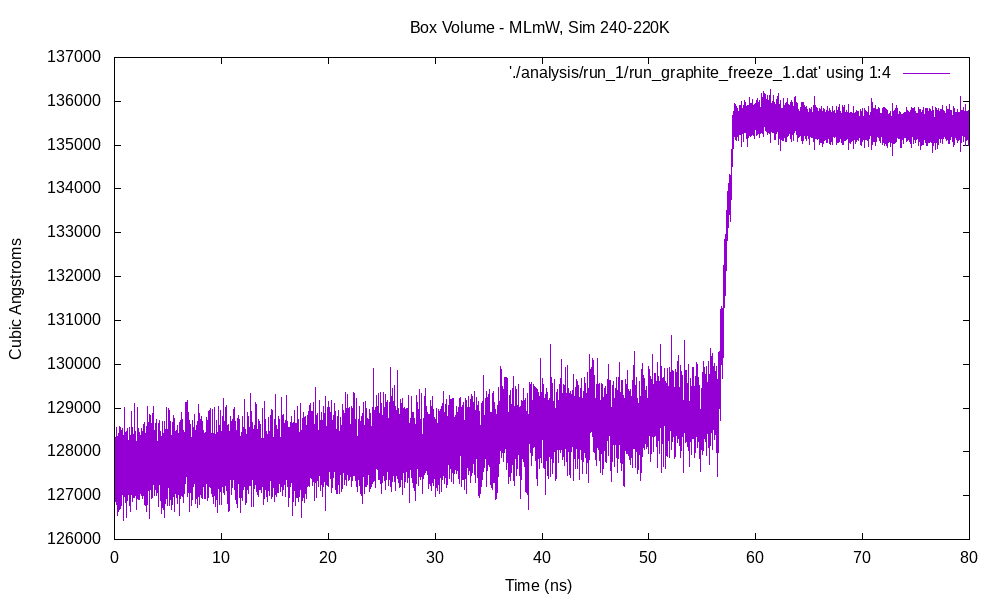 Box Volume - MLmW, Sim 240-220K
'./analysis/run_1/run_graphite_freeze_1.dat' using 1:4
137000
136000
135000
134000
133000
132000
131000
130000
129000
128000
127000
126000
Cubic Angstroms
0 10 20 30 40 50 60 70 80
Time (ns)